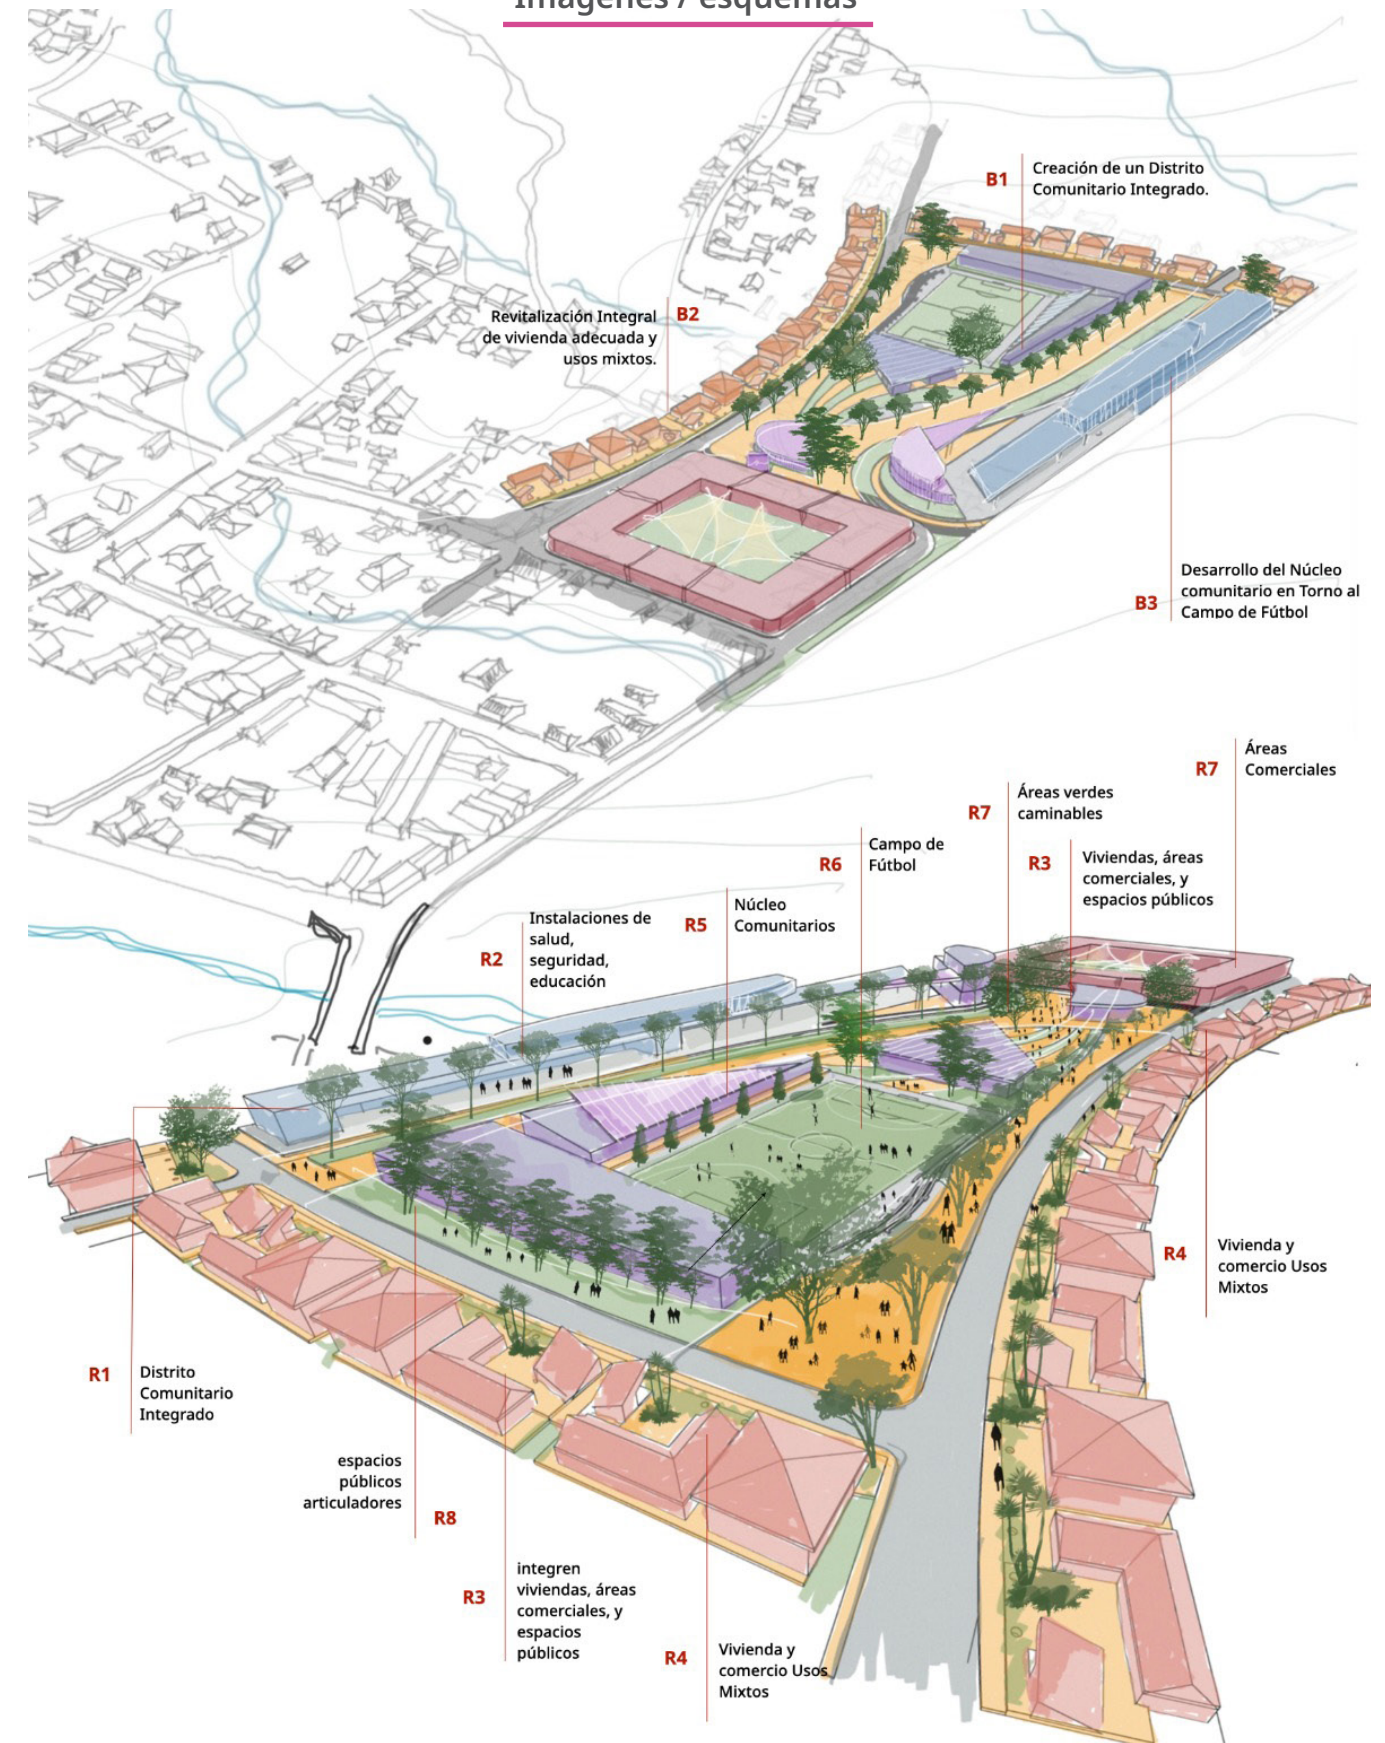 Imágenes / esquemas
B1
Creación de un Distrito
Comunitario Integrado.
B2
Revitalización Integral
de vivienda adecuada y
usos mixtos.
B3
Desarrollo del Núcleo
comunitario en Torno al
Campo de Fútbol
R7
Áreas
Comerciales
R7
Áreas verdes
caminables
R6
Campo de
Fútbol
R3
Viviendas, áreas
comerciales, y
espacios públicos
R5
Núcleo
Comunitarios
R2
Instalaciones de
salud,
seguridad,
educación
R4
Vivienda y
comercio Usos
Mixtos
R1
Distrito
Comunitario
Integrado
espacios
públicos
articuladores
R8
R3
integren
viviendas, áreas
comerciales, y
espacios
públicos
R4
Vivienda y
comercio Usos
Mixtos